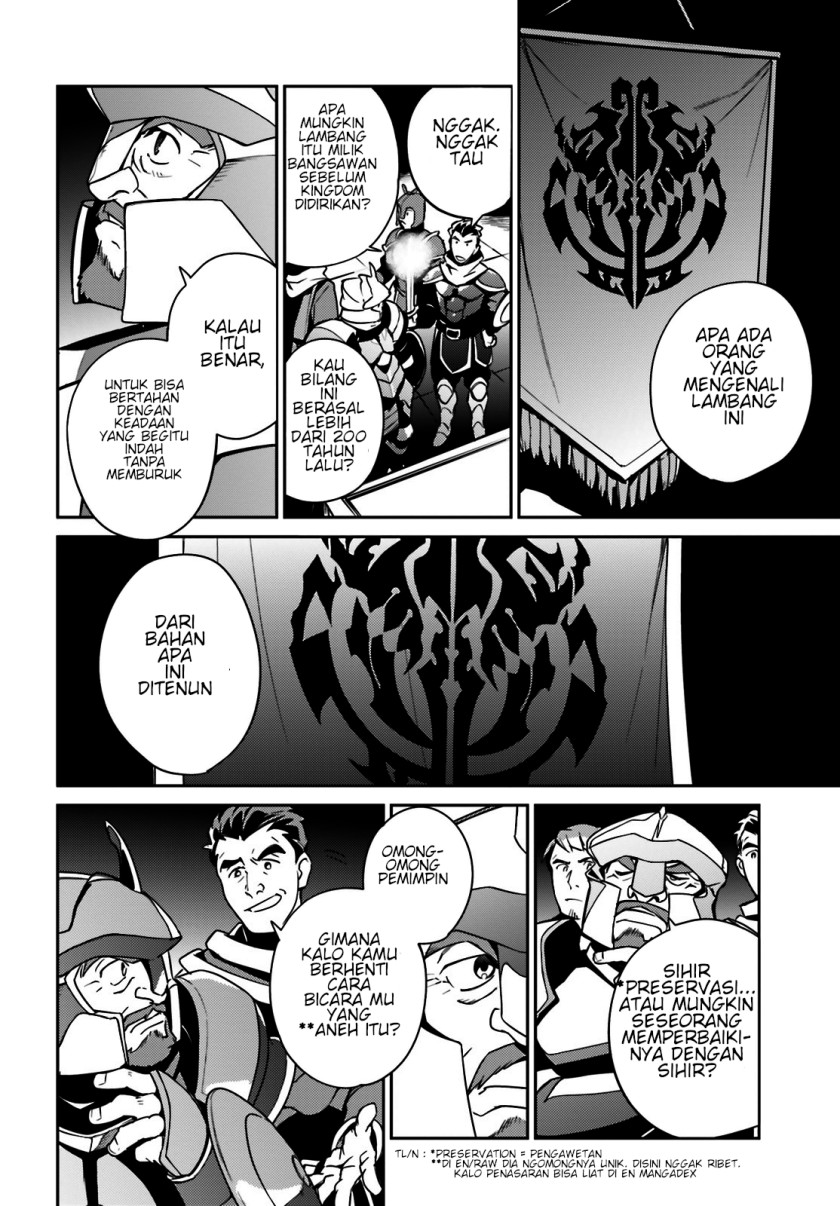 APA ADA
ORANG
YANG
MENGENALI
LAMBANG
INI
NGGAK.
NGGAK
TAU
APA
MUNGKIN
LAMBANG
ITU MILIK
BANGSAWAN
SEBELUM
KINGDOM
DIDIRIKAN?
KAU
BILANG
INI
BERASAL
LEBIH
DARI 200
TAHUN
LALU?
KALAU
ITU
BENAR,
UNTUK BISA
BERTAHAN
DENGAN
KEADAAN
YANG BEGITU
INDAH
TANPA
MEMBURUK
DARI
BAHAN
APA
INI
DITENUN
SIHIR
*PRESERVASI...
ATAU MUNGKIN
SESEORANG
MEMPERBAIKI-
NYA DENGAN
SIHIR?
OMONG-
OMONG
PEMIMPIN
GIMANA
KALO KAMU
BERHENTI
CARA
BICARA MU
YANG
**ANEH ITU?
TL/N : *PRESERVATION = PENGAWETAN
**DI EN/RAW DIA NGOMONGNYA UNIK. DISINI NGGAK RIBET.
KALO PENASARAN BISA LIAT DI EN MANGADEX